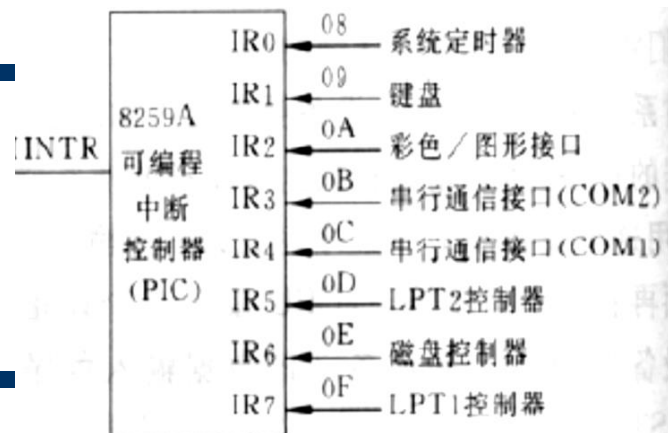 IR0 08 系统定时器
IR1 09 键盘
8259A
INTR 可编程 IR2 0A 彩色／图形接口
中断 IR3 0B 串行通信接口(COM2)
控制器 IR4 0C 串行通信接口(COM1)
(PIC) IR5 0D LPT2控制器
IR6 0E 磁盘控制器
IR7 0F LPT1控制器